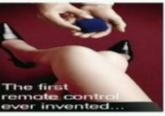 The first
remote control
ever invented...